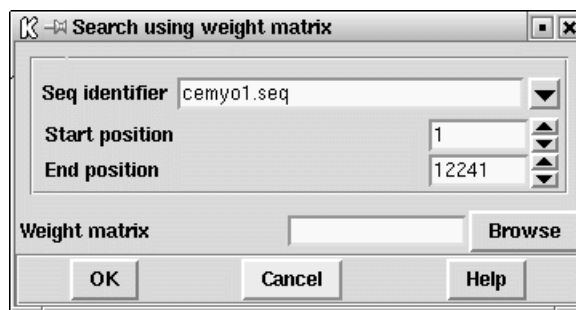 Search using weight matrix
Seq identifier cemyo1.seq
Start position 1
End position 12241
Weight matrix Browse
OK Cancel Help